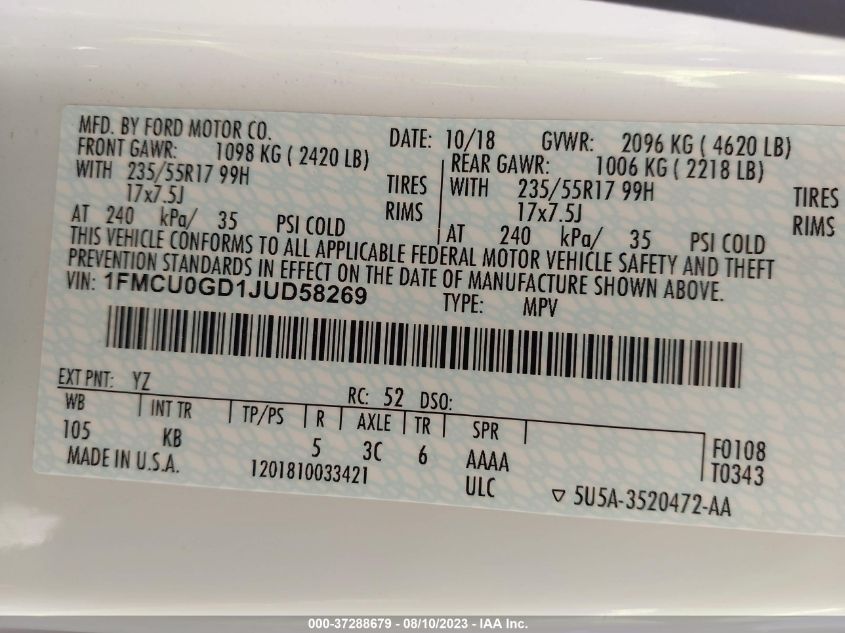 MFD. BY FORD MOTOR CO. DATE: 10/18 GVWR: 2096 KG ( 4620 LB)
FRONT GAWR: 1098 KG ( 2420 LB) REAR GAWR: 1006 KG ( 2218 LB)
WITH 235/55R17 99H TIRES WITH 235/55R17 99H TIRES
17x7.5J RIMS 17x7.5J RIMS
AT 240 kPa/ 35 PSI COLD AT 240 kPa/ 35 PSI COLD
THIS VEHICLE CONFORMS TO ALL APPLICABLE FEDERAL MOTOR VEHICLE SAFETY AND THEFT
PREVENTION STANDARDS IN EFFECT ON THE DATE OF MANUFACTURE SHOWN ABOVE.
VIN: 1FMCU0GD1JUD58269 TYPE: MPV
EXT PNT: YZ RC: 52 DSO:
WB INT TR TP/PS R AXLE TR SPR F0108
105 KB 5 3C 6 AAAA T0343
MADE IN U.S.A. 1201810033421 ULC ▽ 5U5A-3520472-AA
000-37288679 - 08/10/2023 - IAA Inc.